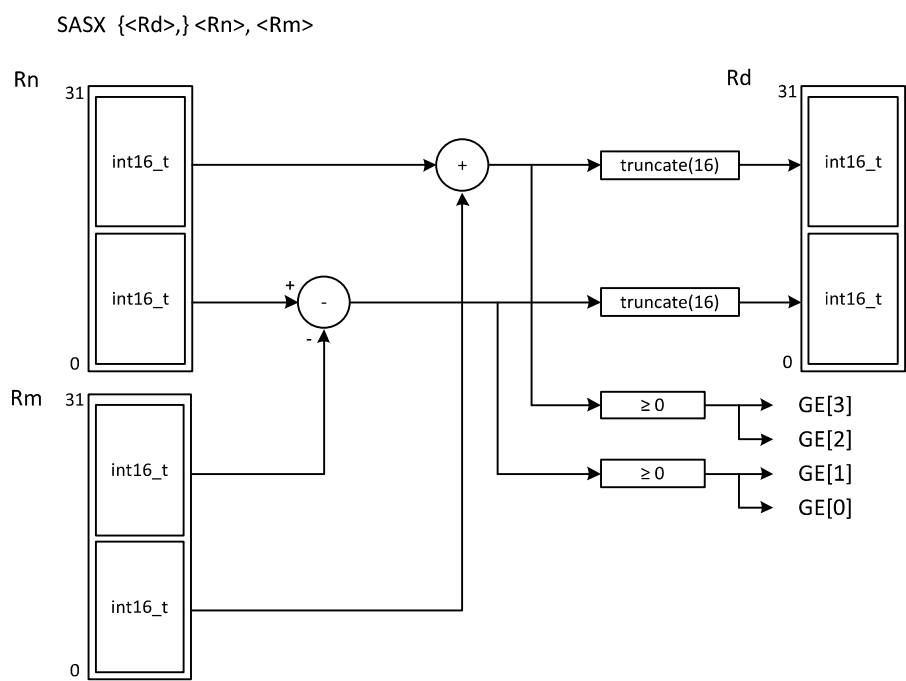 SASX {<Rd>,} <Rn>, <Rm>
Rn
31
int16_t
int16_t
0
Rm
31
int16_t
int16_t
0
+
+
-
-
truncate(16)
truncate(16)
≥ 0
≥ 0
Rd
31
int16_t
int16_t
0
GE[3]
GE[2]
GE[1]
GE[0]